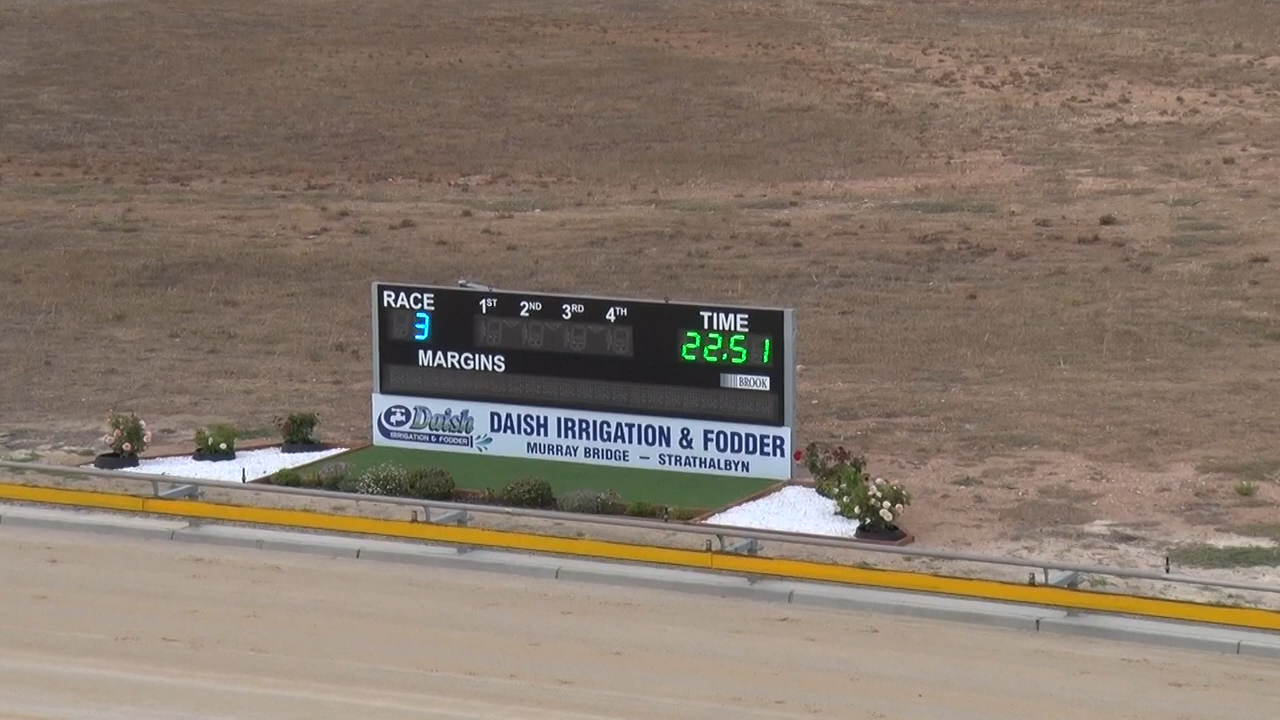 RACE 1ST 2ND 3RD 4TH TIME
3 22.51
MARGINS
BROOK
Daish
IRRIGATION & FODDER
DAISH IRRIGATION & FODDER
MURRAY BRIDGE – STRATHALBYN